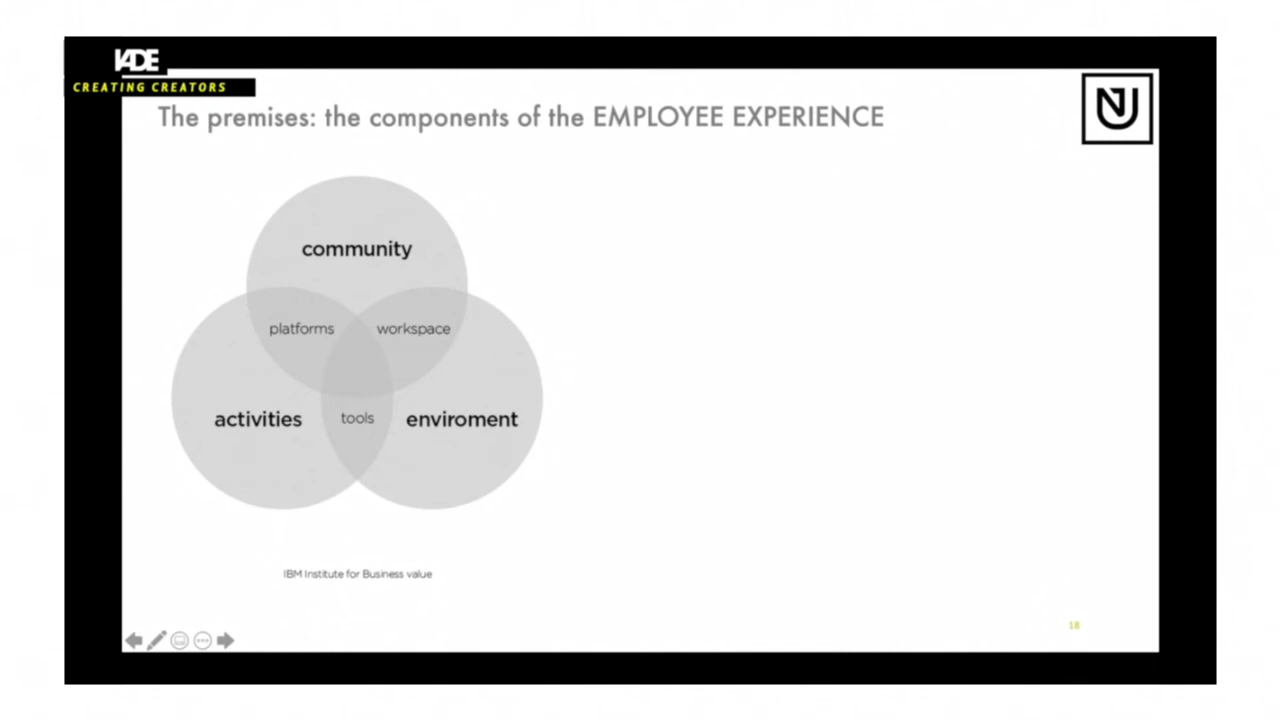 IADE
CREATING CREATORS
The premises: the components of the EMPLOYEE EXPERIENCE
community
platforms
workspace
activities
tools
enviroment
IBM Institute for Business value
18